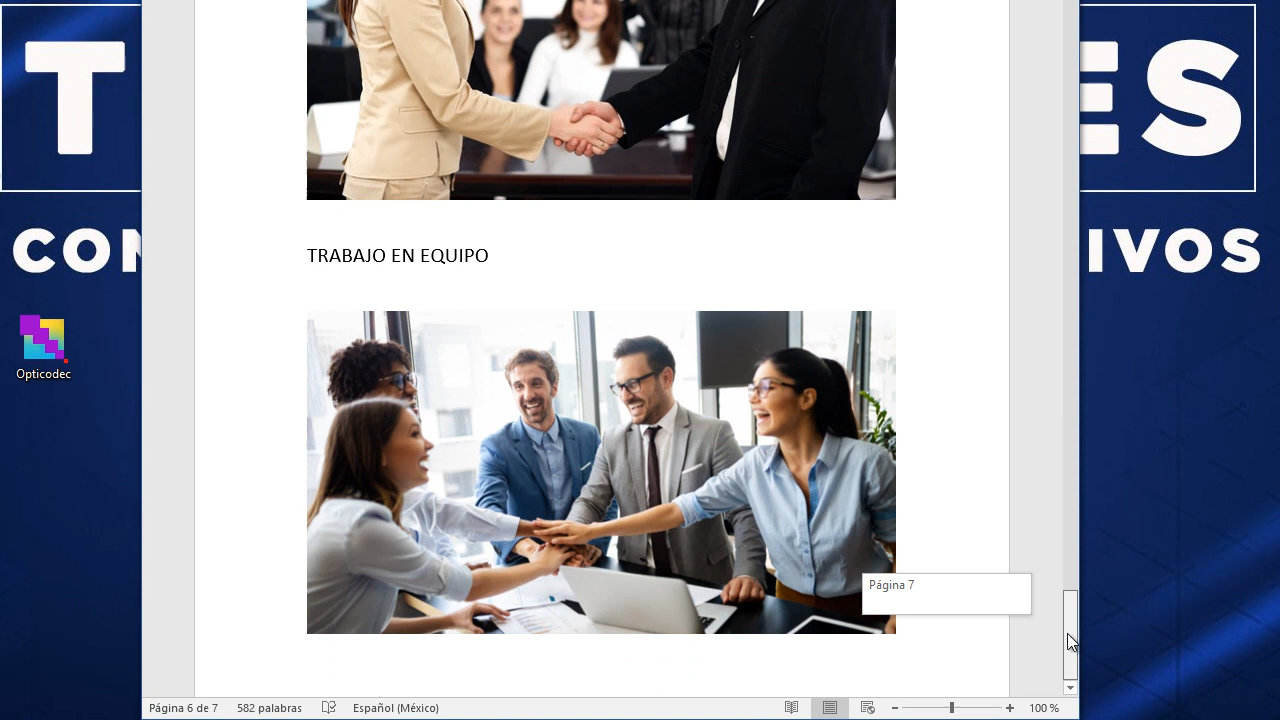 T ES
CON IVOS
TRABAJO EN EQUIPO
Opticodec
Página 7
Página 6 de 7 582 palabras Español (México) 100 %